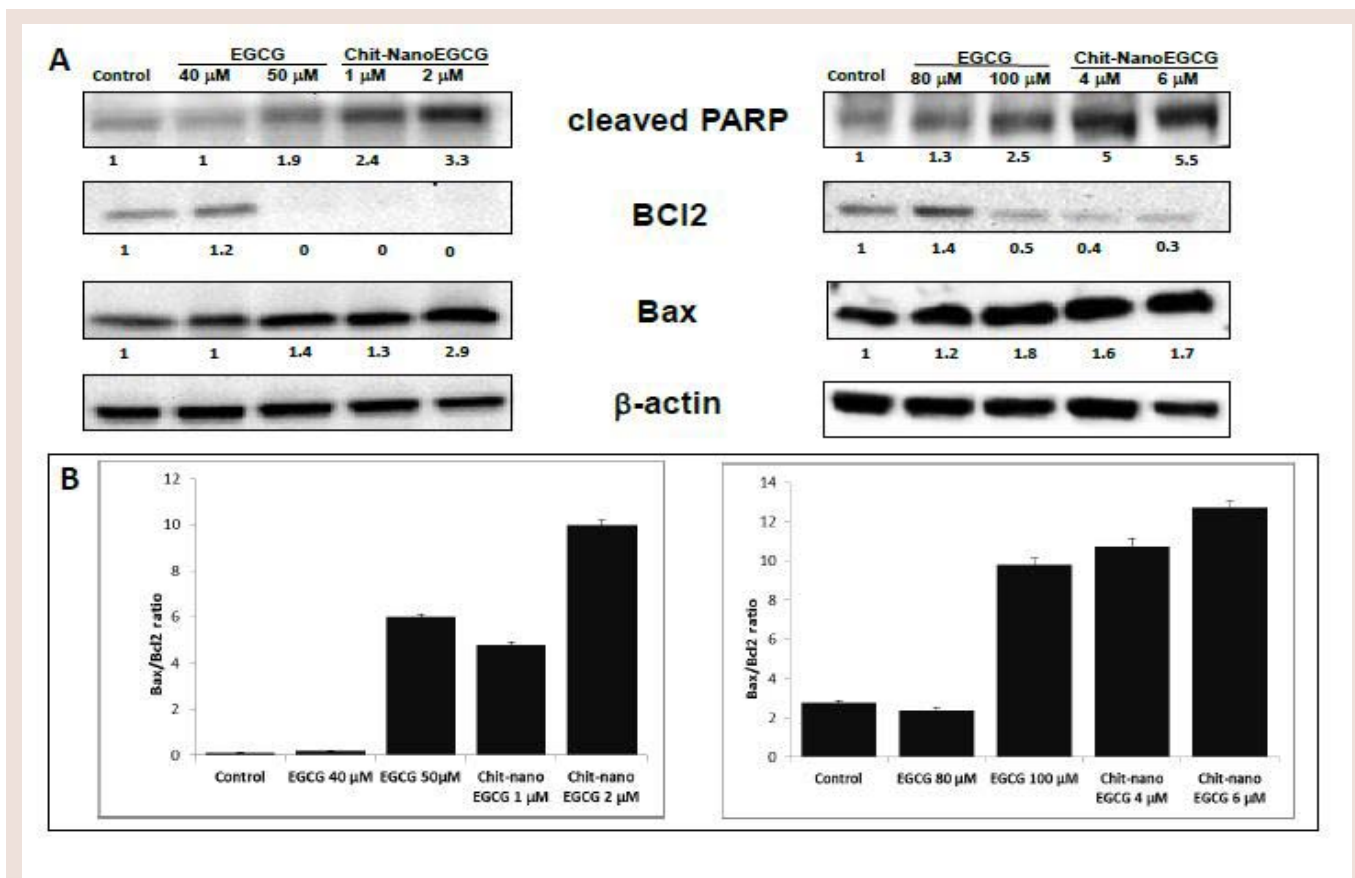 A
EGCG Chit-NanoEGCG
Control 40 μM 50 μM 1 μM 2 μM
EGCG Chit-NanoEGCG
Control 80 μM 100 μM 4 μM 6 μM
cleaved PARP
1 1 1.9 2.4 3.3
1 1.3 2.5 5 5.5
BCl2
1 1.2 0 0 0
1 1.4 0.5 0.4 0.3
Bax
1 1 1.4 1.3 2.9
1 1.2 1.8 1.6 1.7
β-actin
B
Bax/Bcl2 ratio
12
10
8
6
4
2
0
Control EGCG 40 μM EGCG 50μM Chit-nano Chit-nano
EGCG 1 μM EGCG 2 μM
Bax/Bcl2 ratio
14
12
10
8
6
4
2
0
Control EGCG 80 μM EGCG 100 μM Chit-nano Chit-nano
EGCG 4 μM EGCG 6 μM